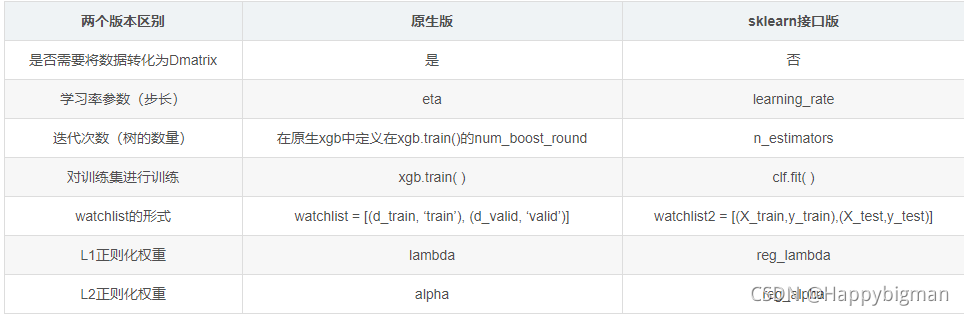 两个版本区别 原生版 sklearn接口版
是否需要将数据转化为Dmatrix 是 否
学习率参数（步长） eta learning_rate
迭代次数（树的数量） 在原生xgb中定义在xgb.train()的num_boost_round n_estimators
对训练集进行训练 xgb.train( ) clf.fit( )
watchlist的形式 watchlist = [(d_train, ‘train’), (d_valid, ‘valid’)] watchlist2 = [(X_train,y_train),(X_test,y_test)]
L1正则化权重 lambda reg_lambda
L2正则化权重 alpha reg_alpha
CSDN @Happybigman